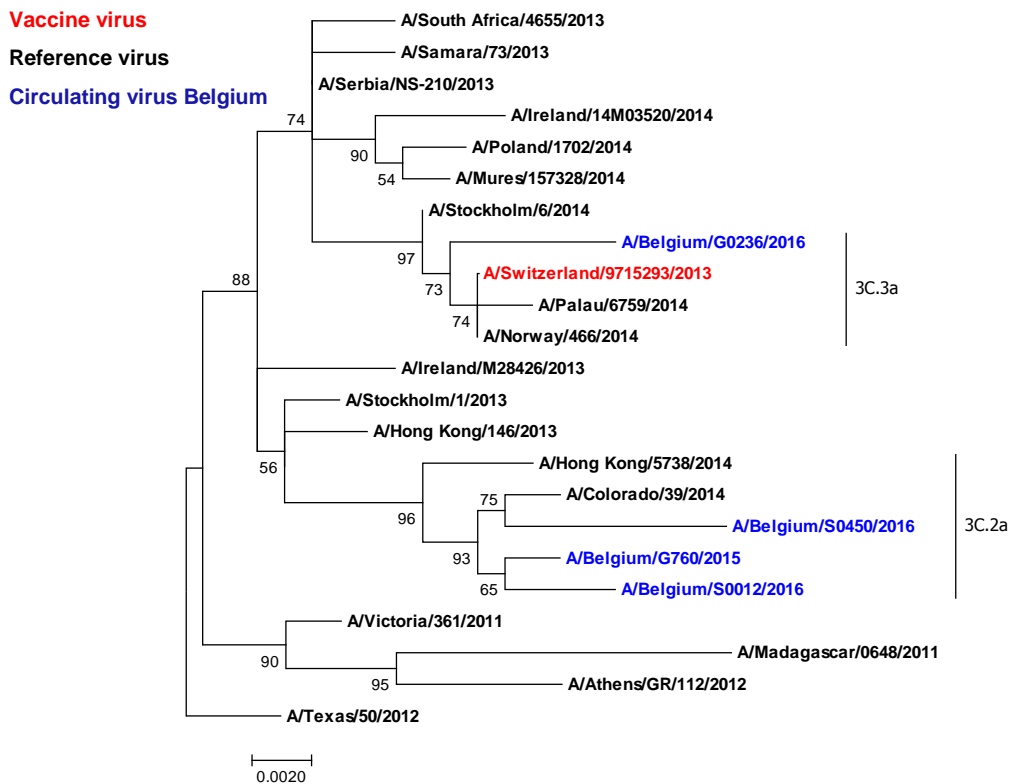 Vaccine virus
Reference virus
Circulating virus Belgium
A/South Africa/4655/2013
A/Samara/73/2013
A/Serbia/NS-210/2013
74
A/Ireland/14M03520/2014
90
A/Poland/1702/2014
54
A/Mures/157328/2014
A/Stockholm/6/2014
97
A/Belgium/G0236/2016
73
A/Switzerland/9715293/2013
88
3C.3a
A/Palau/6759/2014
74
A/Norway/466/2014
A/Ireland/M28426/2013
A/Stockholm/1/2013
A/Hong Kong/146/2013
56
A/Hong Kong/5738/2014
96
75
A/Colorado/39/2014
A/Belgium/S0450/2016
3C.2a
93
A/Belgium/G760/2015
65
A/Belgium/S0012/2016
A/Victoria/361/2011
90
A/Madagascar/0648/2011
95
A/Athens/GR/112/2012
A/Texas/50/2012
0.0020